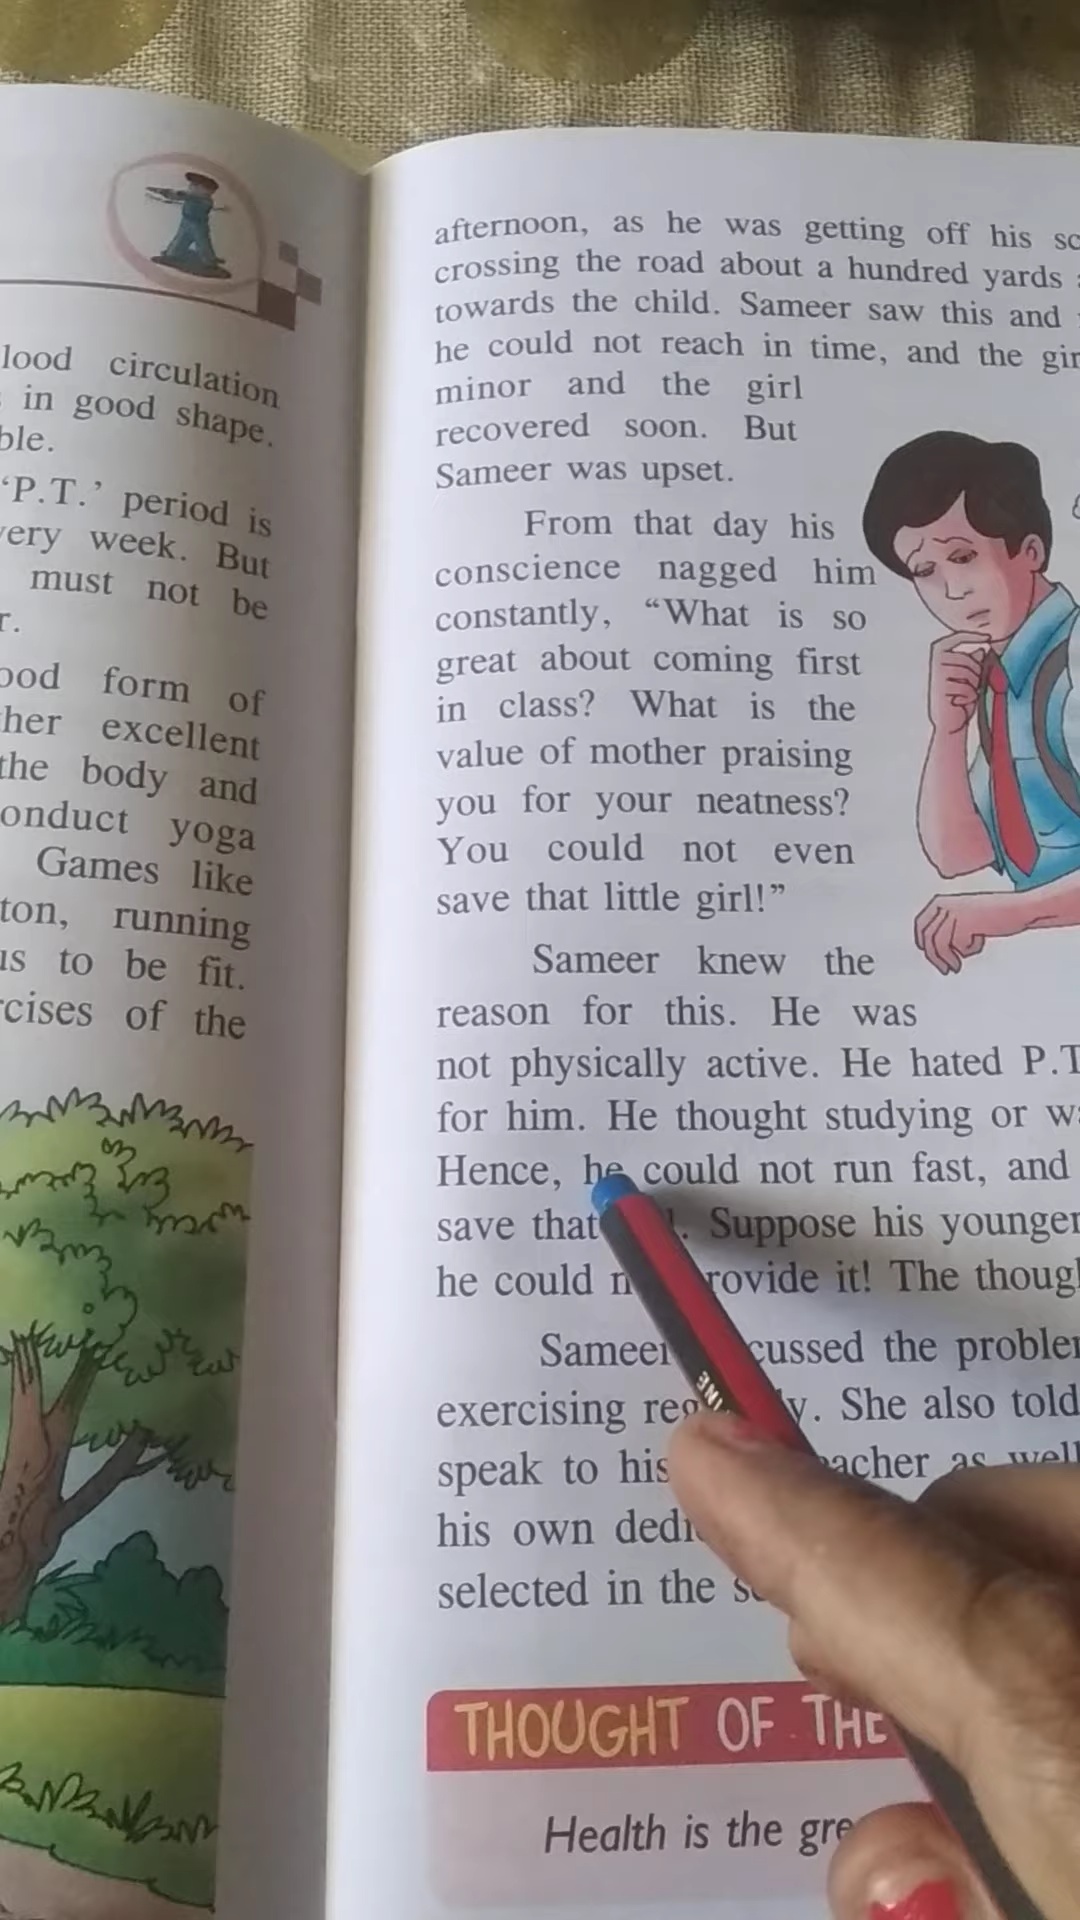 lood circulation
in good shape.
ble.
'P.T.' period is
very week. But
must not be
r.
ood form of
her excellent
the body and
onduct yoga
Games like
ton, running
us to be fit.
cises of the
afternoon, as he was getting off his sc
crossing the road about a hundred yards
towards the child. Sameer saw this and
he could not reach in time, and the gir
minor and the girl
recovered soon. But
Sameer was upset.
From that day his
conscience nagged him
constantly, “What is so
great about coming first
in class? What is the
value of mother praising
you for your neatness?
You could not even
save that little girl!”
Sameer knew the
reason for this. He was
not physically active. He hated P.T
for him. He thought studying or w
Hence, he could not run fast, and
save that Suppose his younger
he could rovide it! The though
Sameer cussed the problem
exercising reg y. She also told
speak to his eacher as well
his own dedi
selected in the s
THOUGHT OF THE
Health is the gre